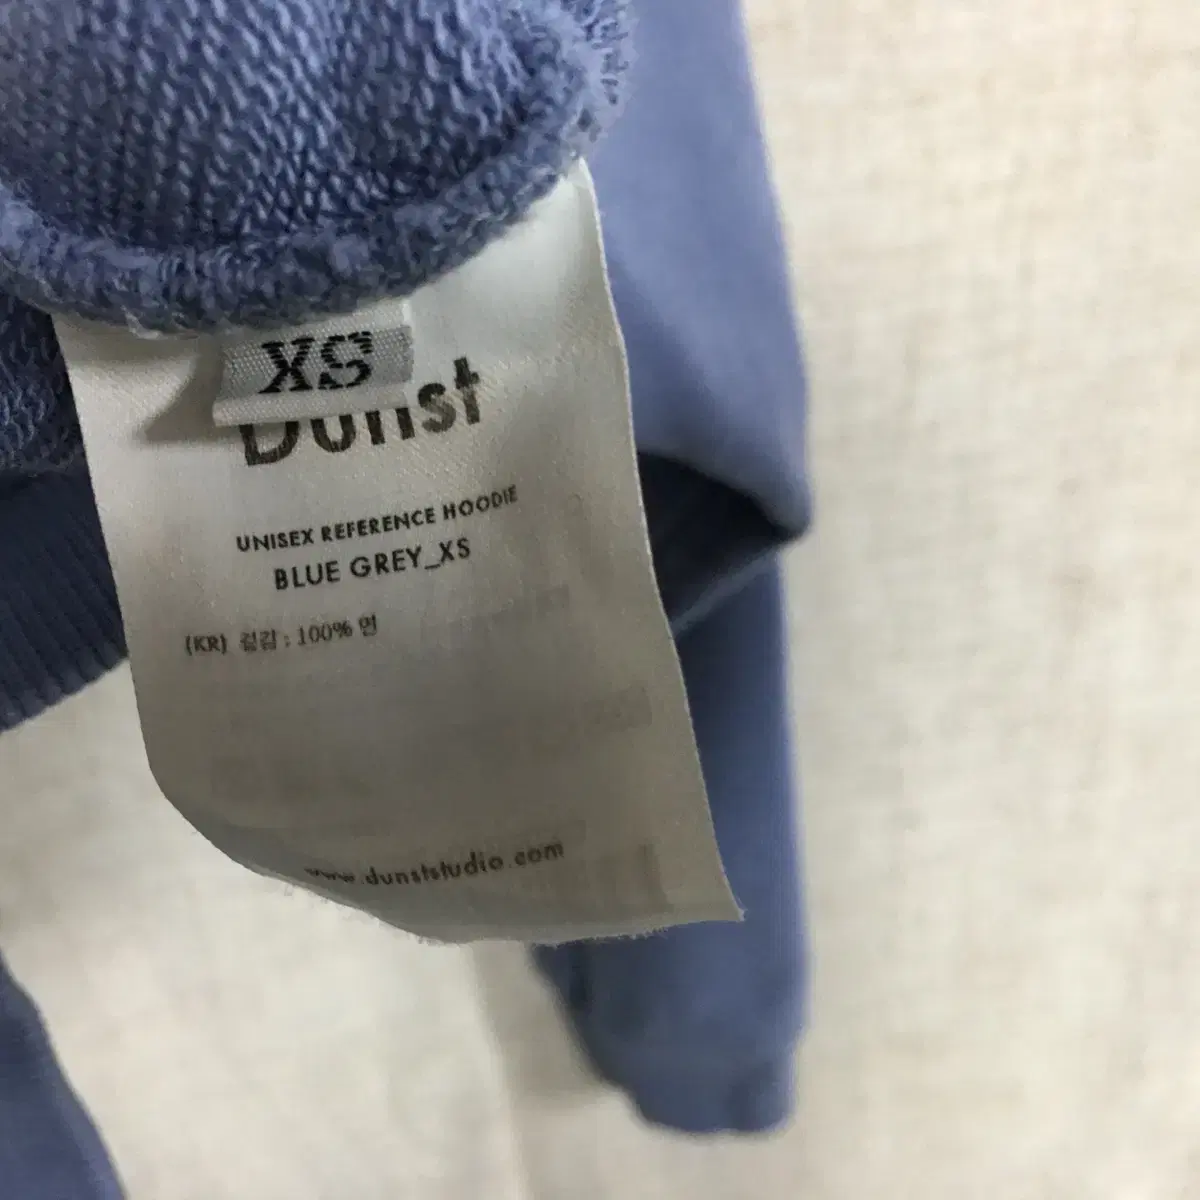 XS
Dunst
UNISEX REFERENCE HOODIE
BLUE GREY_XS
(KR) 겉감 : 100% 면
www.dunststudio.com